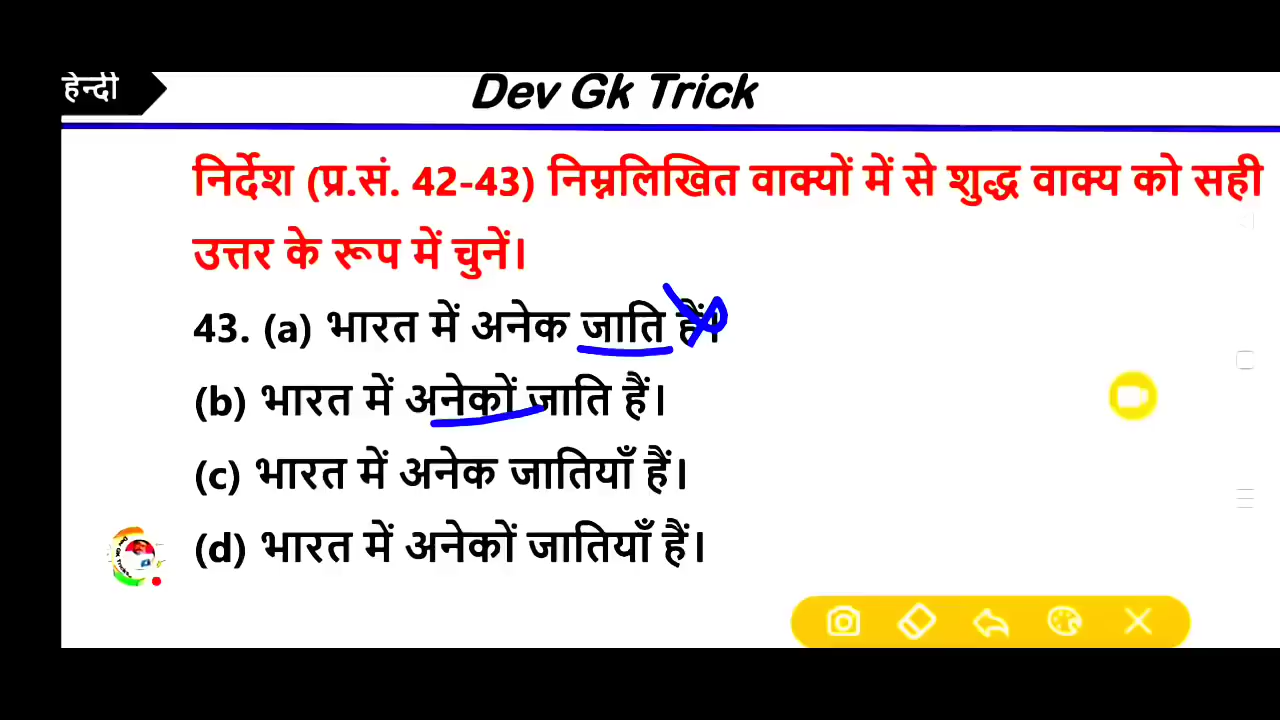 हिन्दी
Dev Gk Trick
निर्देश (प्र.सं. 42-43) निम्नलिखित वाक्यों में से शुद्ध वाक्य को सही
उत्तर के रूप में चुनें।
43. (a) भारत में अनेक जाति हैं।
(b) भारत में अनेकों जाति हैं।
(c) भारत में अनेक जातियाँ हैं।
(d) भारत में अनेकों जातियाँ हैं।